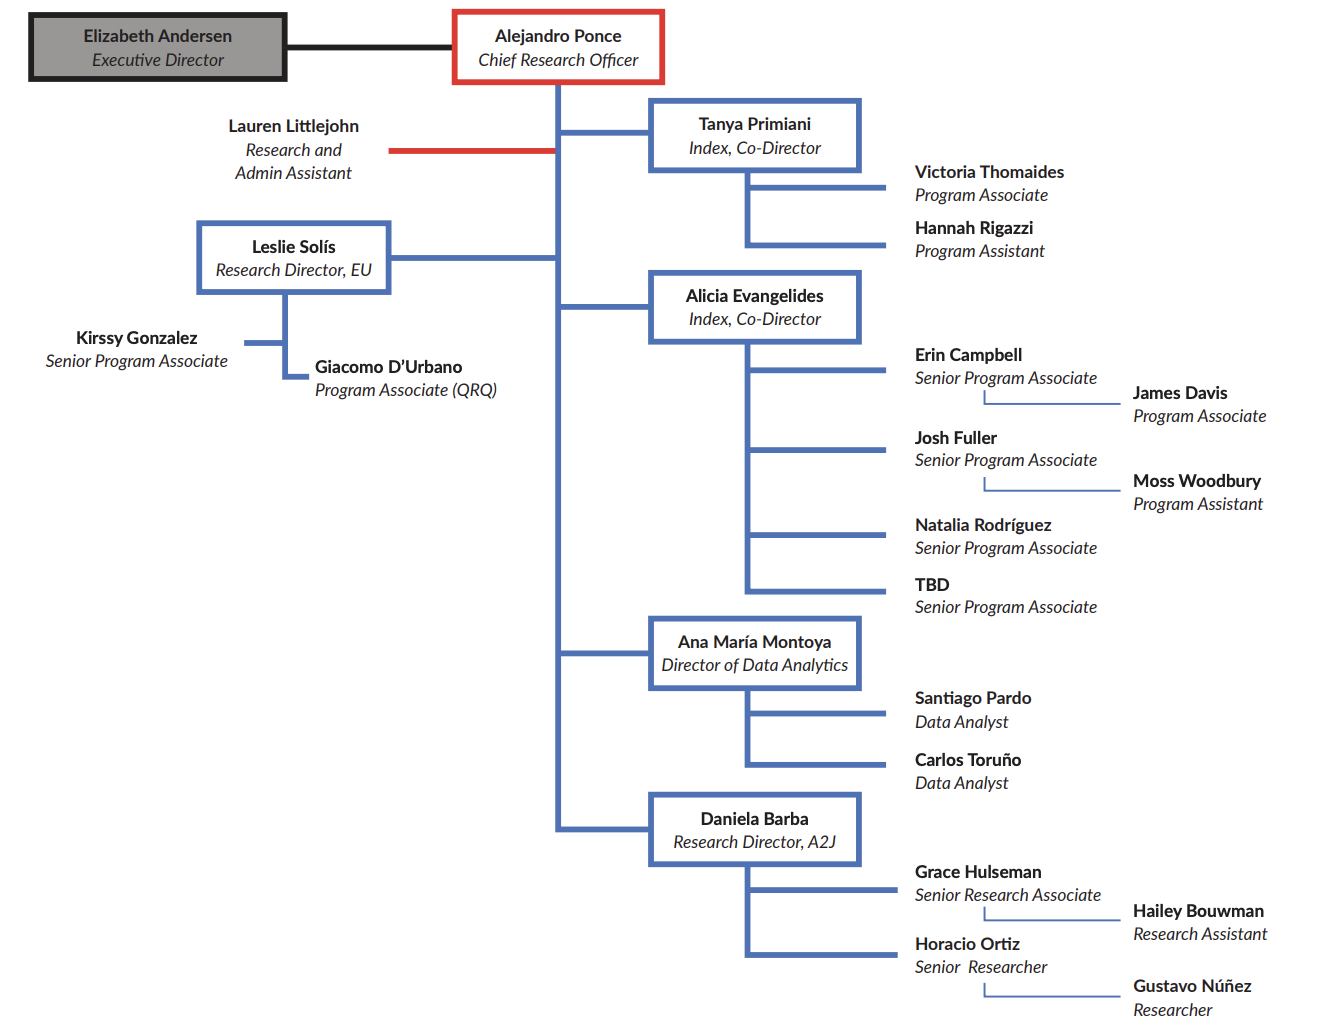 Elizabeth Andersen
Executive Director
Alejandro Ponce
Chief Research Officer
Lauren Littlejohn
Research and
Admin Assistant
Tanya Primiani
Index, Co-Director
Victoria Thomaides
Program Associate
Hannah Rigazzi
Program Assistant
Leslie Solís
Research Director, EU
Kirssy Gonzalez
Senior Program Associate
Giacomo D’Urbano
Program Associate (QRQ)
Alicia Evangelides
Index, Co-Director
Erin Campbell
Senior Program Associate
James Davis
Program Associate
Josh Fuller
Senior Program Associate
Moss Woodbury
Program Assistant
Natalia Rodríguez
Senior Program Associate
TBD
Senior Program Associate
Ana María Montoya
Director of Data Analytics
Santiago Pardo
Data Analyst
Carlos Toruño
Data Analyst
Daniela Barba
Research Director, A2J
Grace Hulseman
Senior Research Associate
Hailey Bouwman
Research Assistant
Horacio Ortiz
Senior Researcher
Gustavo Núñez
Researcher